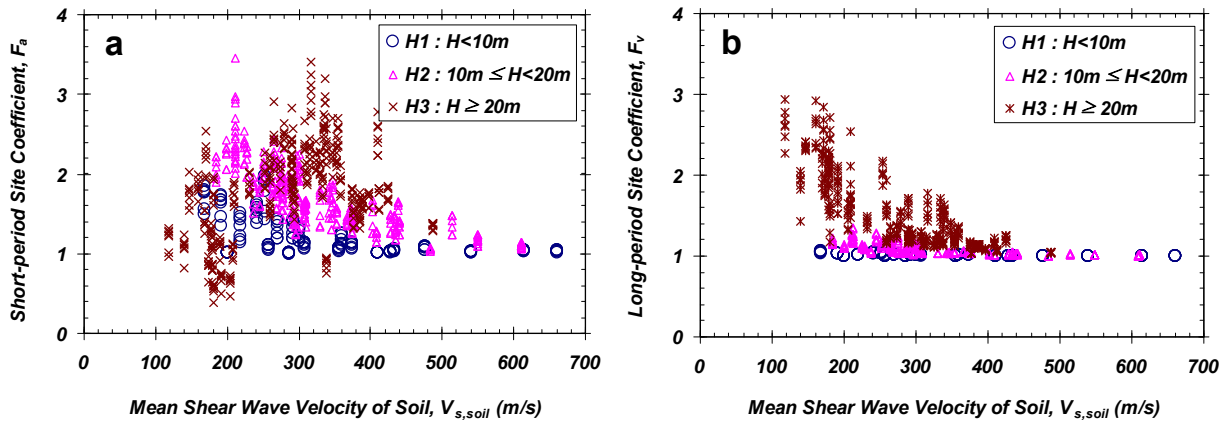 a
H1 : H<10m
H2 : 10m ≤ H<20m
H3 : H ≥ 20m
Short-period Site Coefficient, Fa
4
3
2
1
0
0 100 200 300 400 500 600 700
Mean Shear Wave Velocity of Soil, Vs,soil (m/s)
b
H1 : H<10m
H2 : 10m ≤ H<20m
H3 : H ≥ 20m
Long-period Site Coefficient, Fv
4
3
2
1
0
0 100 200 300 400 500 600 700
Mean Shear Wave Velocity of Soil, Vs,soil (m/s)